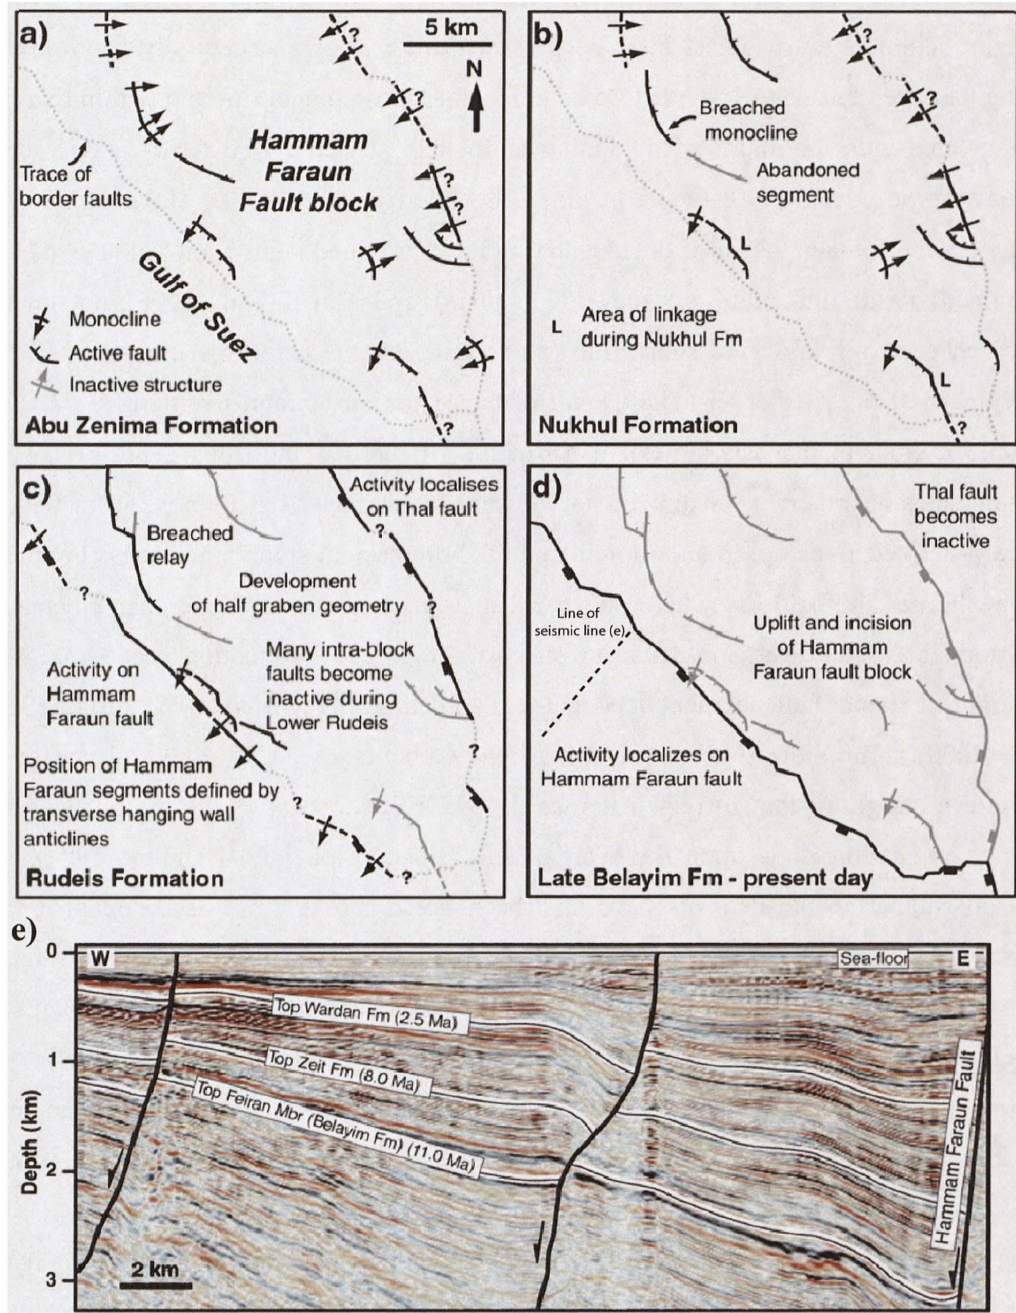 a)
5 km
N
?
?
Hammam
Faraun
Fault block
Trace of
border faults
?
?
Gulf of Suez
Monocline
Active fault
Inactive structure
Abu Zenima Formation
?
b)
?
Breached
monocline
?
Abandoned
segment
L
L
Area of linkage
during Nukhul Fm
L
Nukhul Formation
?
c)
Activity localises
on Thal fault
?
Breached
relay
Development
of half graben geometry
?
?
Many intra-block
faults become
inactive during
Lower Rudeis
Activity on
Hammam
Faraun fault
?
Position of Hammam
Faraun segments defined by
transverse hanging wall
anticlines
?
?
Rudeis Formation
d)
Thal fault
becomes
inactive
Line of
seismic line (e)
Uplift and incision
of Hammam
Faraun fault block
Activity localizes on
Hammam Faraun fault
Late Belayim Fm - present day
e)
0
W
Sea-floor
E
Top Wardan Fm (2.5 Ma)
1
Top Zeit Fm (8.0 Ma)
Top Feiran Mbr (Belayim Fm) (11.0 Ma)
Depth (km)
2
Hammam Faraun Fault
3
2 km